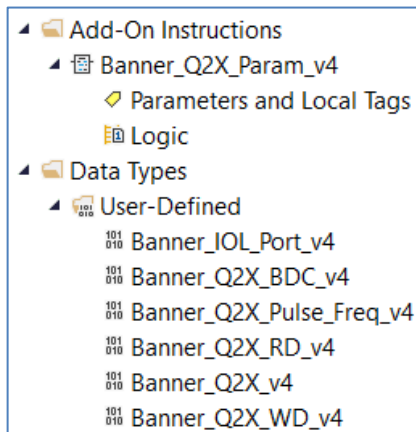 Add-On Instructions
Banner_Q2X_Param_v4
Parameters and Local Tags
Logic
Data Types
User-Defined
Banner_IOL_Port_v4
Banner_Q2X_BDC_v4
Banner_Q2X_Pulse_Freq_v4
Banner_Q2X_RD_v4
Banner_Q2X_v4
Banner_Q2X_WD_v4